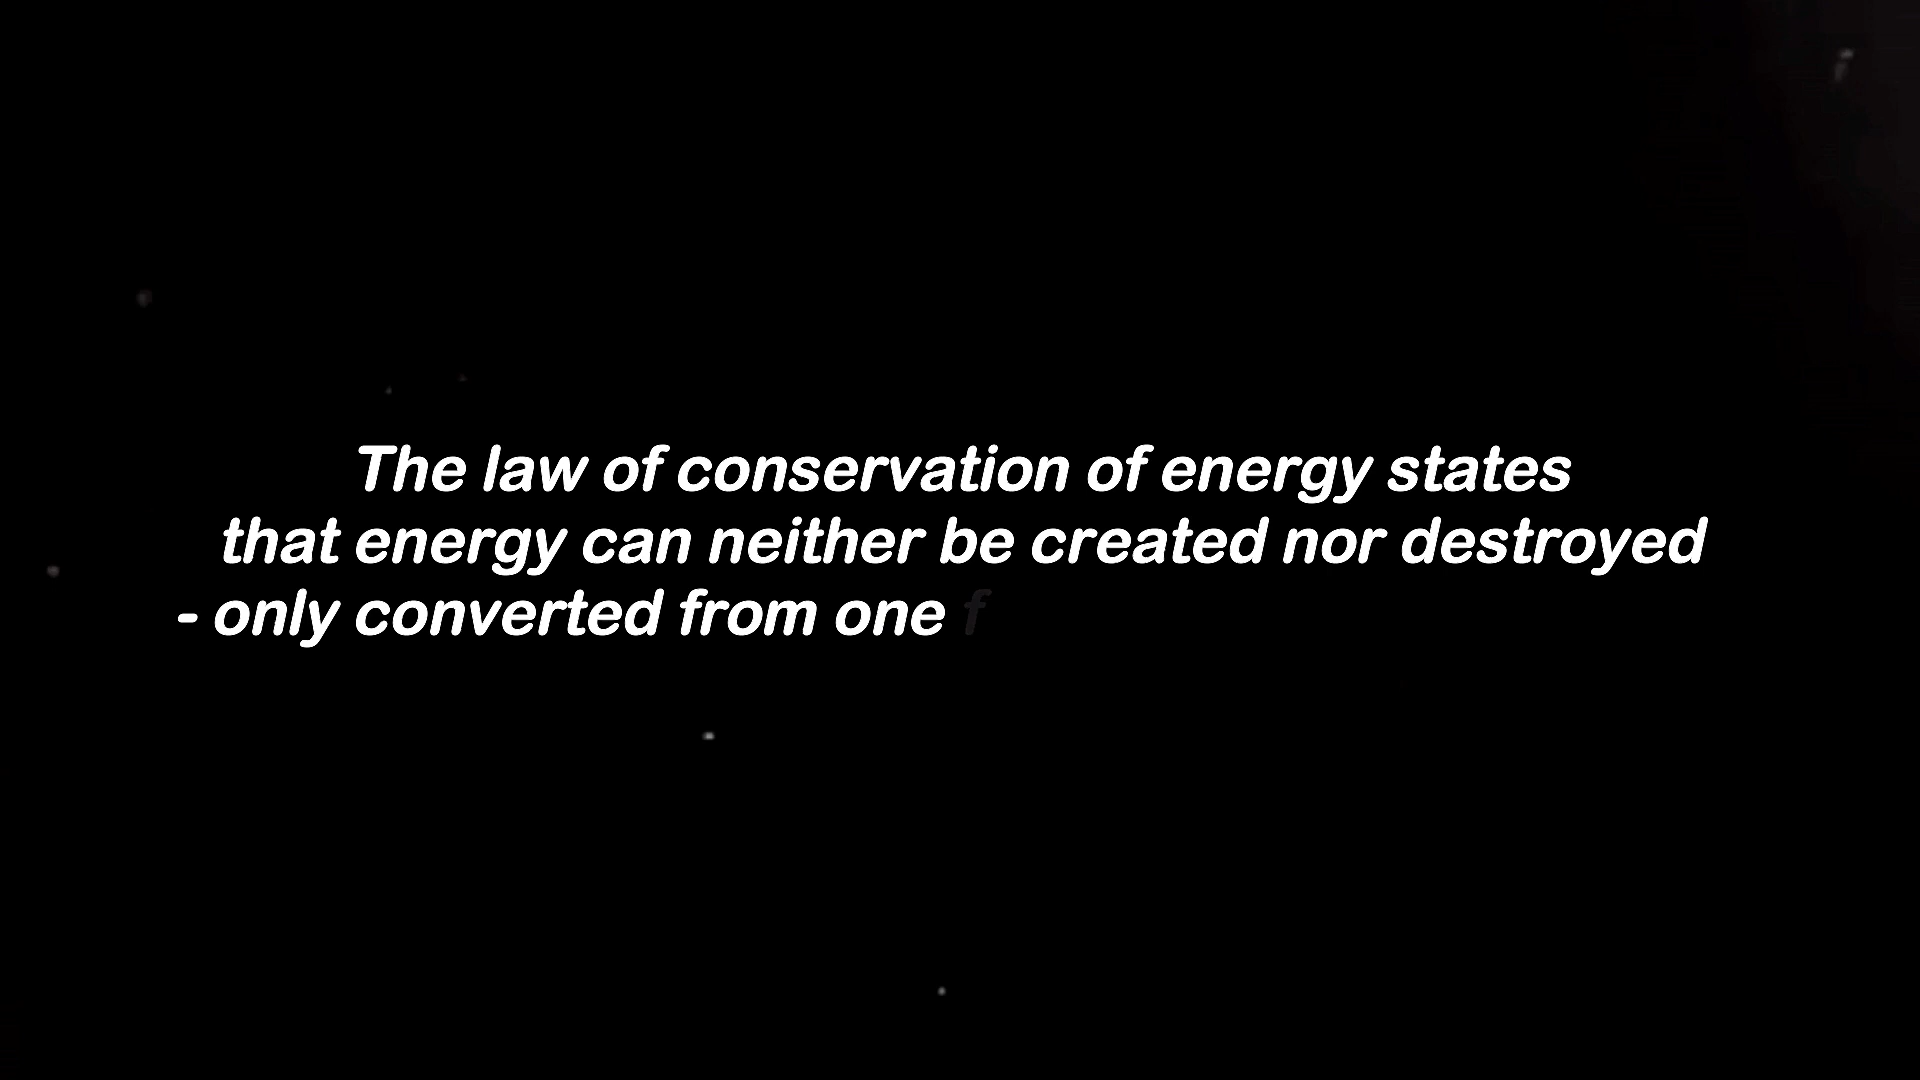 The law of conservation of energy states
that energy can neither be created nor destroyed
- only converted from one f